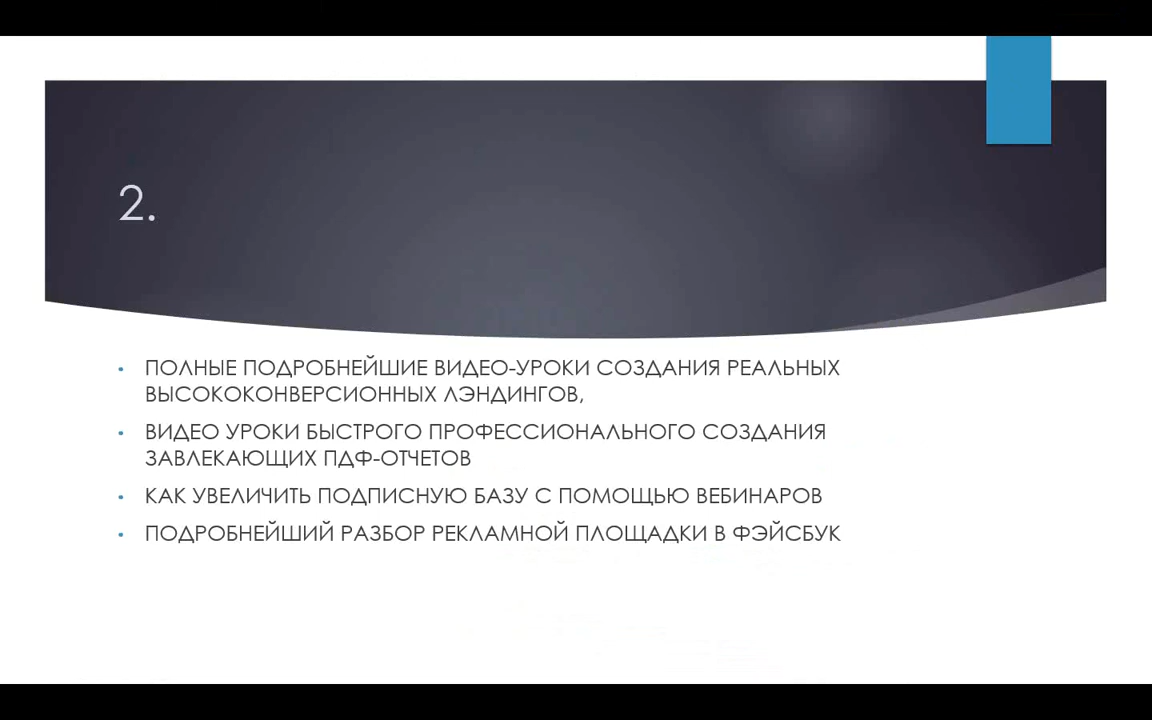 2.
• ПОЛНЫЕ ПОДРОБНЕЙШИЕ ВИДЕО-УРОКИ СОЗДАНИЯ РЕАЛЬНЫХ
ВЫСОКОКОНВЕРСИОННЫХ ЛЭНДИНГОВ,
• ВИДЕО УРОКИ БЫСТРОГО ПРОФЕССИОНАЛЬНОГО СОЗДАНИЯ
ЗАВЛЕКАЮЩИХ ПДФ-ОТЧЕТОВ
• КАК УВЕЛИЧИТЬ ПОДПИСНУЮ БАЗУ С ПОМОЩЬЮ ВЕБИНАРОВ
• ПОДРОБНЕЙШИЙ РАЗБОР РЕКЛАМНОЙ ПЛОЩАДКИ В ФЭЙСБУК